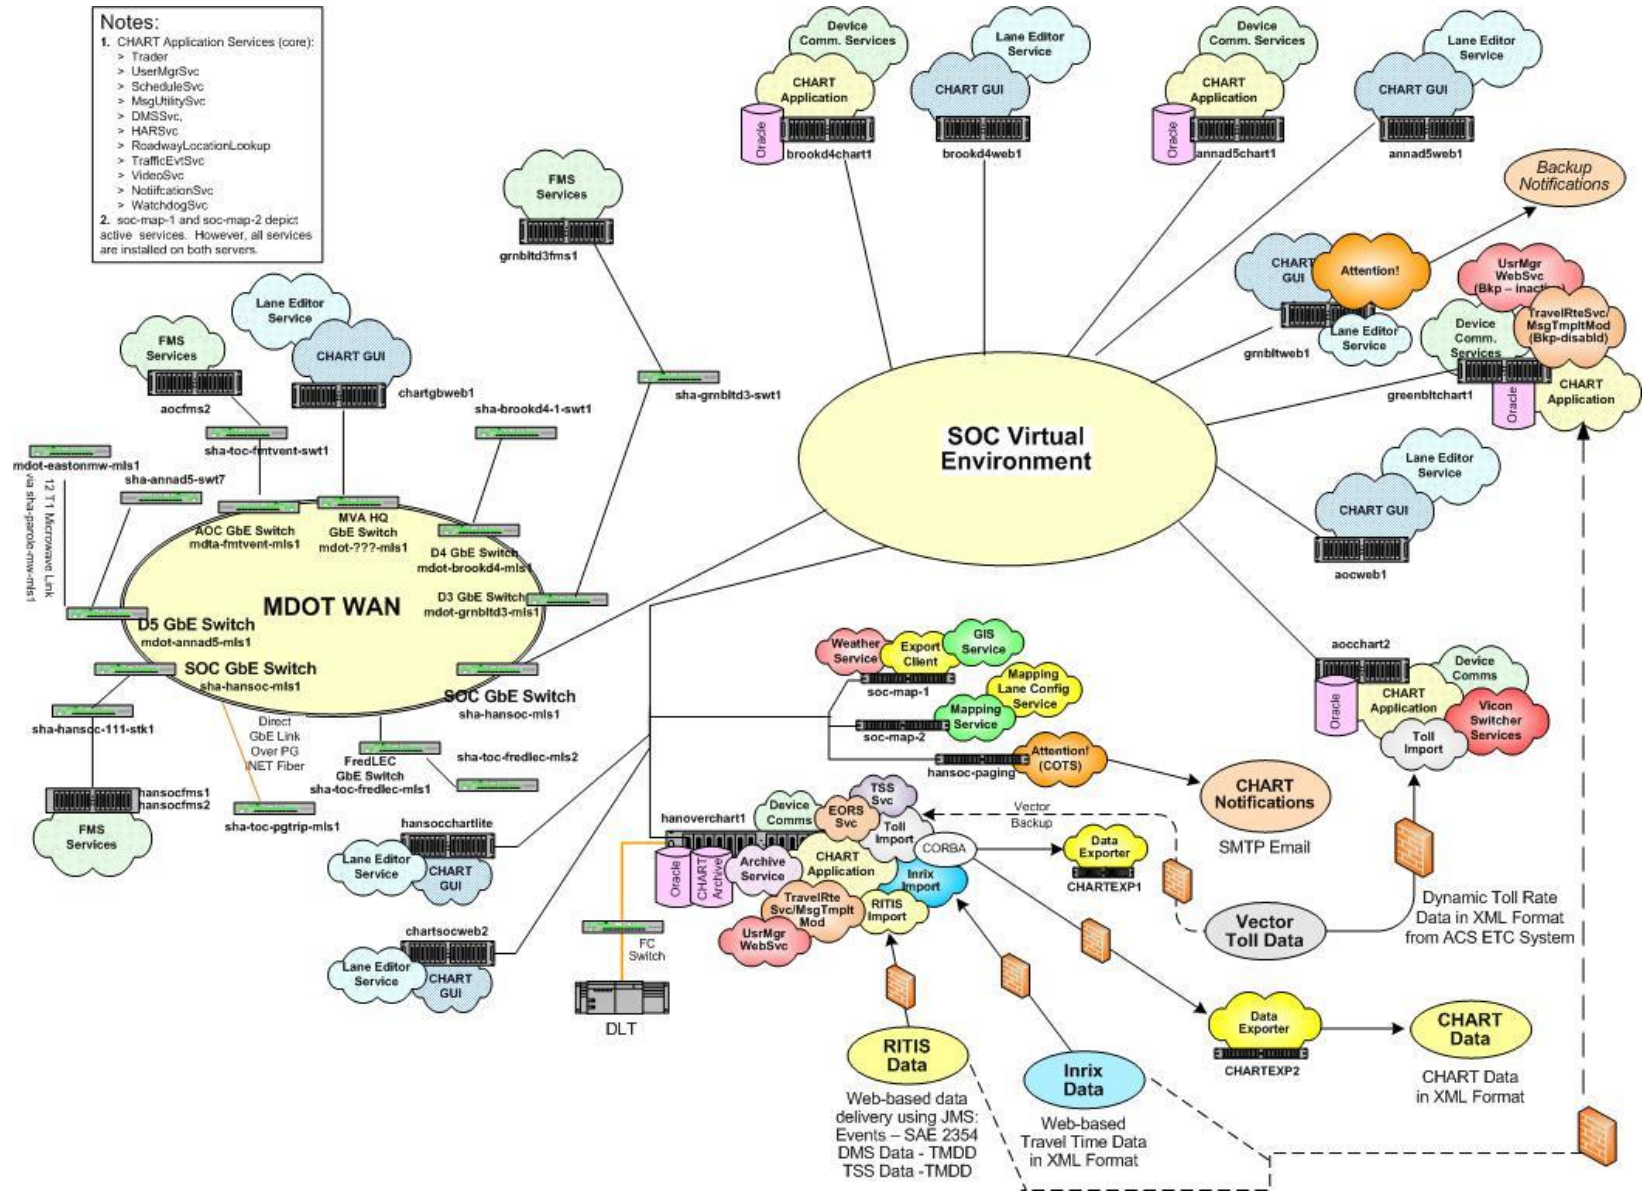 Notes:
1. CHART Application Services (core):
> Trader
> UserMgrSvc
> ScheduleSvc
> MsgUtilitySvc
> DMSSvc,
> HARSvc
> RoadwayLocationLookup
> TrafficEvtSvc
> VideoSvc
> NotiifcationSvc
> WatchdogSvc
2. soc-map-1 and soc-map-2 depict
active services. However, all services
are installed on both servers.
Device
Comm. Services
CHART
Application
Oracle
brookd4chart1
Lane Editor
Service
CHART GUI
brookd4web1
Device
Comm. Services
CHART
Application
Oracle
annad5chart1
Lane Editor
Service
CHART GUI
annad5web1
Backup
Notifications
FMS
Services
grnbltd3fms1
CHART
GUI
Attention!
Lane Editor
Service
grnbltweb1
UsrMgr
WebSvc
(Bkp – inactive)
TravelRteSvc/
MsgTmpltMod
(Bkp-disabld)
Device
Comm.
Services
greenbltchart1
Oracle
CHART
Application
Lane Editor
Service
CHART GUI
chartgbweb1
FMS
Services
aocfms2
sha-toc-fmtvent-swt1
sha-brookd4-1-swt1
sha-grnbltd3-swt1
mdot-eastonmw-mls1
12 T1 Microwave Link
via sha-parole-mw-mls1
sha-annad5-swt7
AOC GbE Switch
mdta-fmtvent-mls1
MVA HQ
GbE Switch
mdot-???-mls1
D4 GbE Switch
mdot-brookd4-mls1
D3 GbE Switch
mdot-grnbltd3-mls1
MDOT WAN
D5 GbE Switch
mdot-annad5-mls1
SOC GbE Switch
sha-hansoc-mls1
SOC GbE Switch
sha-hansoc-mls1
SOC Virtual
Environment
Lane Editor
Service
CHART GUI
aocweb1
sha-hansoc-111-stk1
Direct
GbE Link
Over PG
INET Fiber
FredLEC
GbE Switch
sha-toc-fredlec-mls1
sha-toc-fredlec-mls2
sha-toc-pgtrip-mls1
hansocfms1
hansocfms2
FMS
Services
Weather
Service
Export
Client
GIS
Service
soc-map-1
Mapping
Lane Config
Service
Mapping
Service
soc-map-2
Attention!
(COTS)
hansoc-paging
CHART
Notifications
SMTP Email
aocchart2
Oracle
CHART
Application
Device
Comms
Vicon
Switcher
Services
Toll
Import
hansocchartlite
Lane Editor
Service
CHART
GUI
chartsocweb2
Lane Editor
Service
CHART
GUI
hanoverchart1
Device
Comms
EORS
Svc
TSS
Svc
Toll
Import
CORBA
Oracle
CHART
Archive
Archive
Service
CHART
Application
Inrix
Import
TravelRte
Svc/MsgTmplt
Mod
RITIS
Import
UsrMgr
WebSvc
Vector
Backup
Data
Exporter
CHARTEXP1
Vector
Toll Data
Dynamic Toll Rate
Data in XML Format
from ACS ETC System
FC
Switch
DLT
RITIS
Data
Web-based data
delivery using JMS:
Events – SAE 2354
DMS Data - TMDD
TSS Data -TMDD
Inrix
Data
Web-based
Travel Time Data
in XML Format
Data
Exporter
CHARTEXP2
CHART
Data
CHART Data
in XML Format